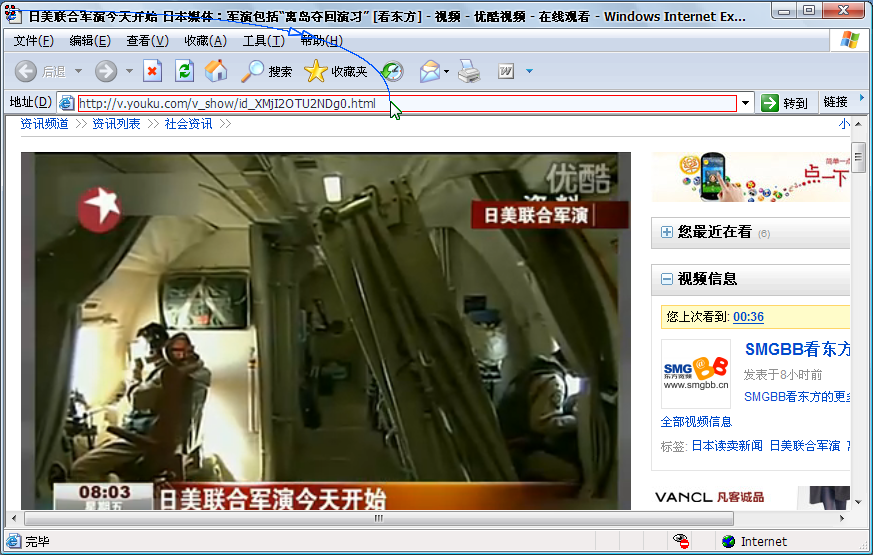 日美联合军演今天开始 日本媒体：军演包括“离岛夺回演习” [看东方] - 视频 - 优酷视频 - 在线观看 - Windows Internet Ex...
文件(F) 编辑(E) 查看(V) 收藏(A) 工具(T) 帮助(H)
后退 搜索 收藏夹
地址(D) http://v.youku.com/v_show/id_XMjI2OTU2NDg0.html 转到 链接
资讯频道 >> 资讯列表 >> 社会资讯 >> 小
优酷
日美联合军演
简单一点
点一下
您最近在看 (6)
视频信息
您上次看到: 00:36
SMGBB看东方
发表于8小时前
SMGBB看东方的更多
SMG BB
东方宽频
www.smgbb.cn
全部视频信息
标签: 日本读卖新闻 日美联合军演
08:03
星期五
日美联合军演今天开始
VANCL 凡客诚品
完毕 Internet